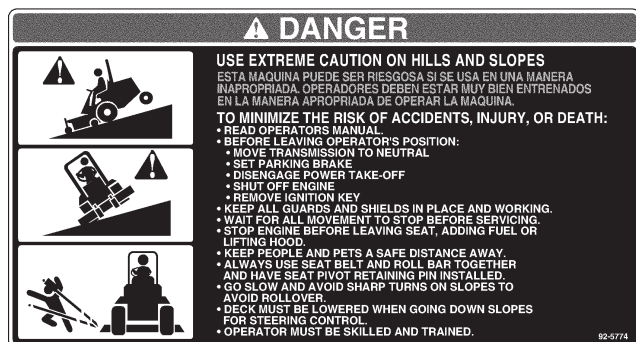 DANGER
USE EXTREME CAUTION ON HILLS AND SLOPES
ESTA MAQUINA PUEDE SER RIESGOSA SI SE USA EN UNA MANERA
INAPROPRIADA. OPERADORES DEBEN ESTAR MUY BIEN ENTRENADOS
EN LA MANERA APROPRIADA DE OPERAR LA MAQUINA.
TO MINIMIZE THE RISK OF ACCIDENTS, INJURY, OR DEATH:
• READ OPERATORS MANUAL.
• BEFORE LEAVING OPERATOR'S POSITION:
• MOVE TRANSMISSION TO NEUTRAL
• SET PARKING BRAKE
• DISENGAGE POWER TAKE-OFF
• SHUT OFF ENGINE
• REMOVE IGNITION KEY
• KEEP ALL GUARDS AND SHIELDS IN PLACE AND WORKING.
• WAIT FOR ALL MOVEMENT TO STOP BEFORE SERVICING.
• STOP ENGINE BEFORE LEAVING SEAT, ADDING FUEL OR
LIFTING HOOD.
• KEEP PEOPLE AND PETS A SAFE DISTANCE AWAY.
• ALWAYS USE SEAT BELT AND ROLL BAR TOGETHER
AND HAVE SEAT PIVOT RETAINING PIN INSTALLED.
• GO SLOW AND AVOID SHARP TURNS ON SLOPES TO
AVOID ROLLOVER.
• DECK MUST BE LOWERED WHEN GOING DOWN SLOPES
FOR STEERING CONTROL.
• OPERATOR MUST BE SKILLED AND TRAINED.
92-5774